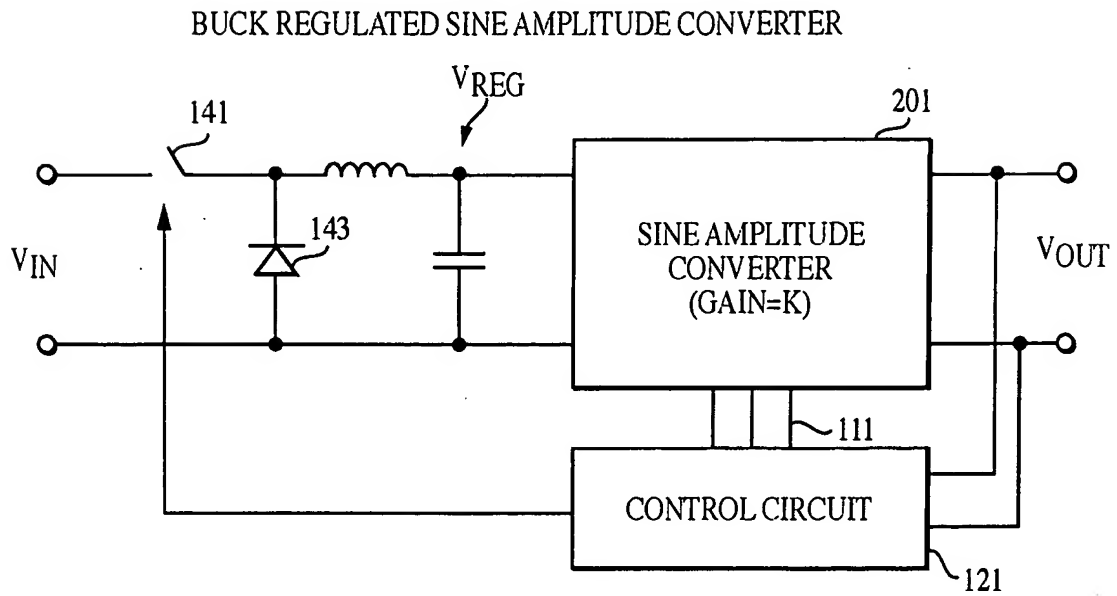 BUCK REGULATED SINE AMPLITUDE CONVERTER
VREG
141
201
143
VIN
SINE AMPLITUDE
CONVERTER
(GAIN=K)
VOUT
111
CONTROL CIRCUIT
121